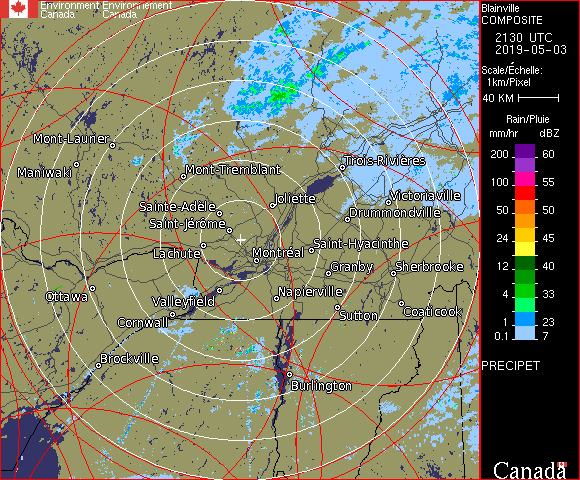 Environment Environnement
Canada Canada
Blainville
COMPOSITE
2130 UTC
2019-05-03
Scale/Échelle:
1km/Pixel
40 KM
Rain/Pluie
mm/hr dBZ
200 60
55
100 55
50
50
24 45
39
12 40
4 33
30
1 23
0.1 7
PRECIPET
Canada
Mont-Laurier
Maniwaki
Mont-Tremblant
Trois-Rivières
Sainte-Adèle
Joliette
Victoriaville
Saint-Jérôme
Drummondville
Lachute
Montréal
Saint-Hyacinthe
Granby
Sherbrooke
Ottawa
Valleyfield
Napierville
Cornwall
Sutton
Coaticook
Brockville
Burlington